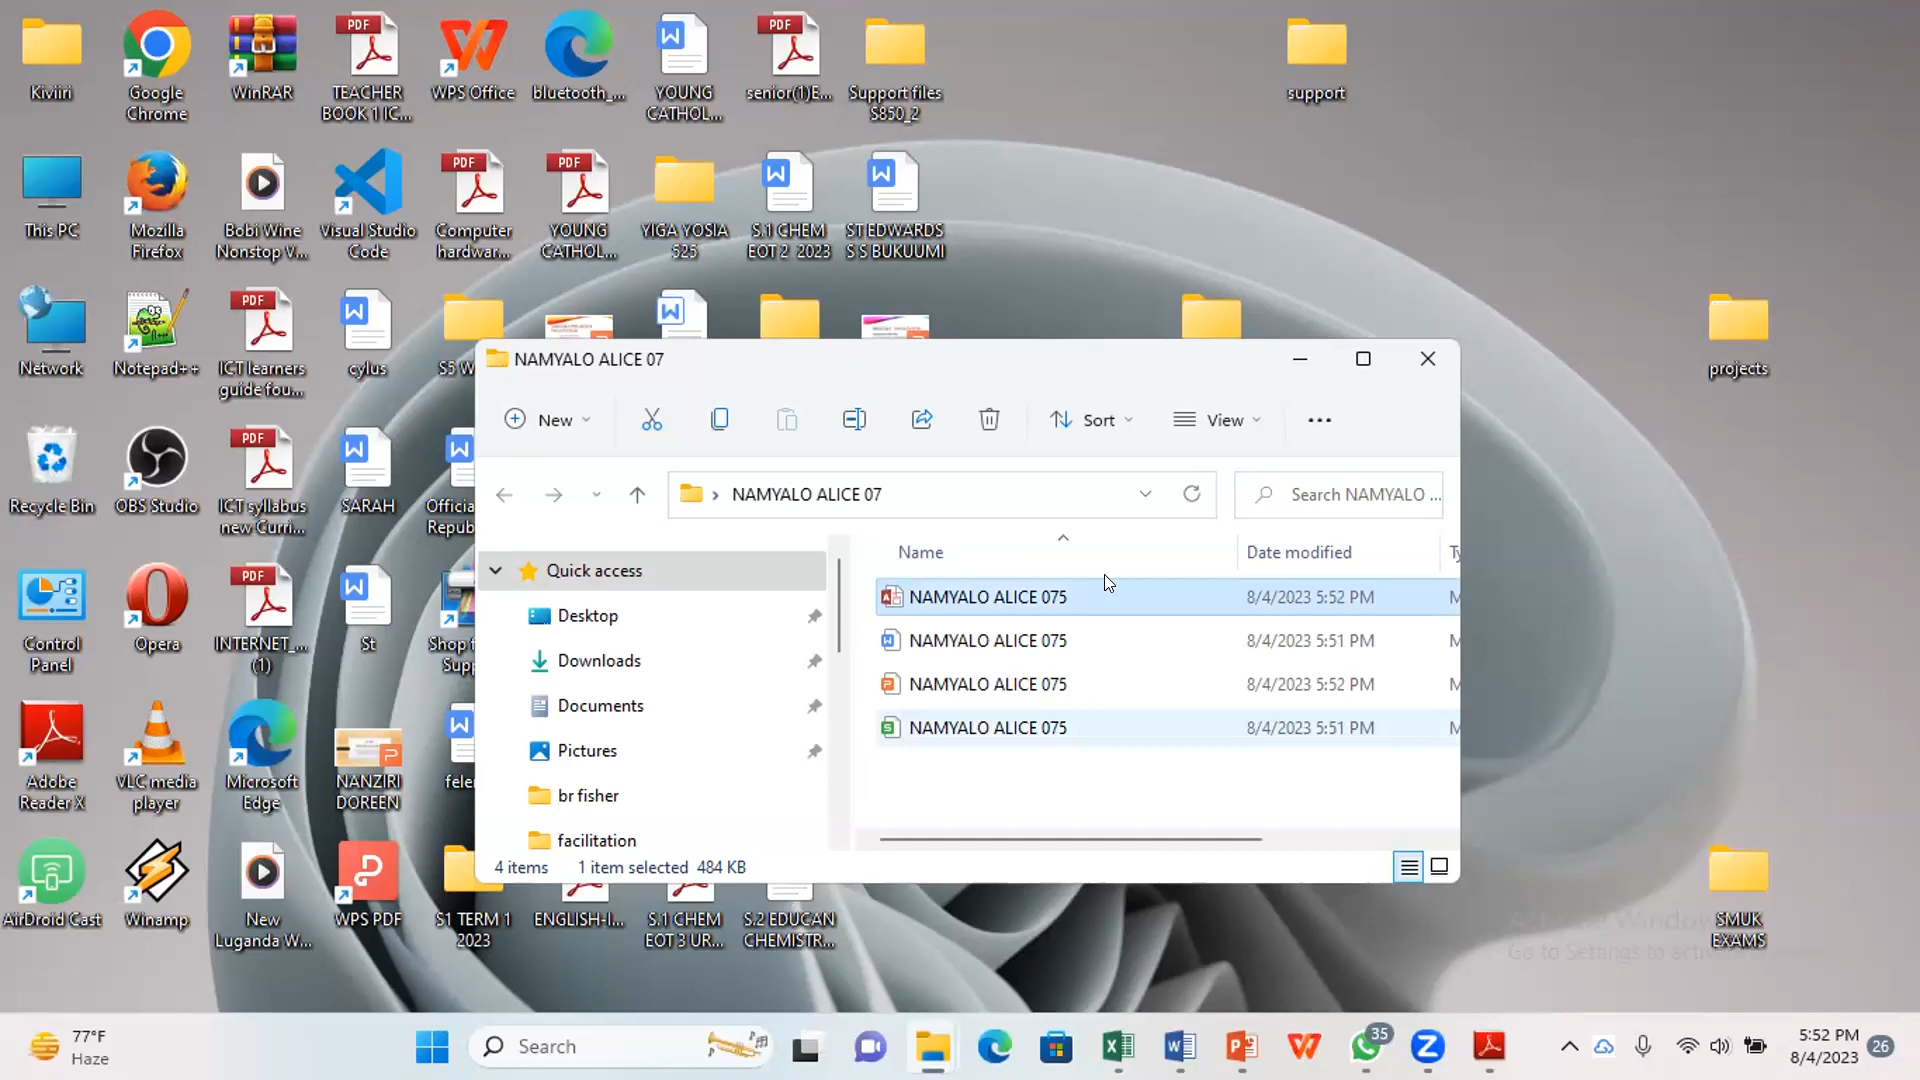 Kiviiri
Google
Chrome
WinRAR
TEACHER
BOOK 1 IC...
WPS Office
bluetooth_...
YOUNG
CATHOL...
senior(1)E...
Support files
S850_2
support
This PC
Mozilla
Firefox
Bobi Wine
Nonstop V...
Visual Studio
Code
Computer
hardwar...
YOUNG
CATHOL...
YIGA YOSIA
525
S.1 CHEM
EOT 2 2023
ST EDWARDS
S S BUKUUMI
Network
Notepad++
ICT learners
guide fou...
cylus
S5 W
projects
Recycle Bin
OBS Studio
ICT syllabus
new Curri...
SARAH
Officia
Repub
Control
Panel
Opera
INTERNET_...
(1)
St
Shop f
Supp
Adobe
Reader X
VLC media
player
Microsoft
Edge
NANZIRI
DOREEN
feler
AirDroid Cast
Winamp
New
Luganda W...
WPS PDF
S1 TERM 1
2023
ENGLISH-I...
S.1 CHEM
EOT 3 UR...
S.2 EDUCAN
CHEMISTR...
SMUK
EXAMS
NAMYALO ALICE 07
New
Sort
View
NAMYALO ALICE 07
Search NAMYALO ...
Quick access
Desktop
Downloads
Documents
Pictures
br fisher
facilitation
Name
Date modified
Ty
NAMYALO ALICE 075
8/4/2023 5:52 PM
M
NAMYALO ALICE 075
8/4/2023 5:51 PM
M
NAMYALO ALICE 075
8/4/2023 5:52 PM
M
NAMYALO ALICE 075
8/4/2023 5:51 PM
M
4 items
1 item selected 484 KB
Go to Settings to
77°F
Haze
Search
35
5:52 PM
8/4/2023
26